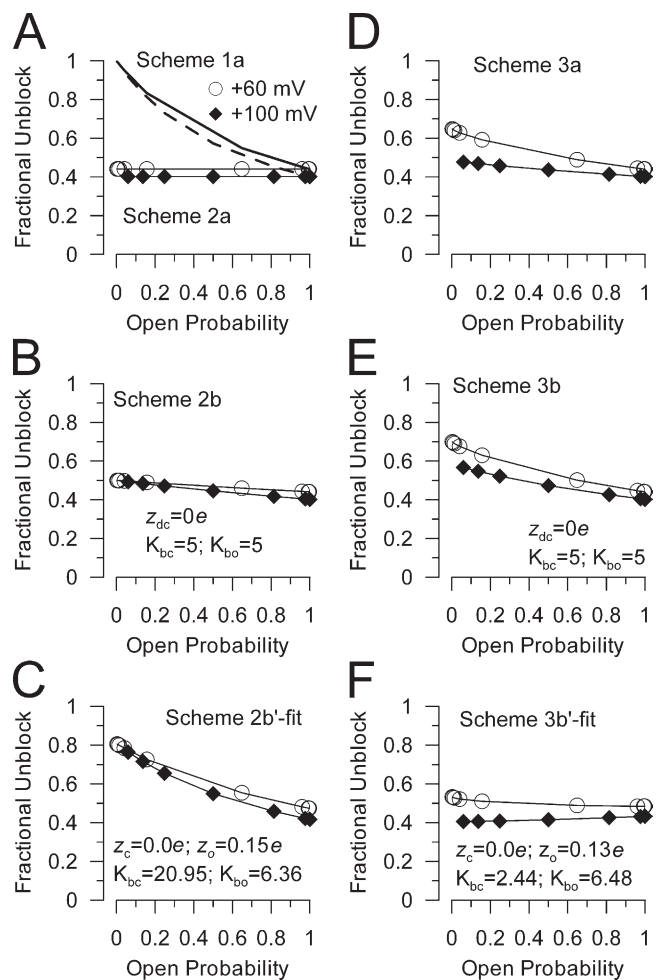 A
Scheme 1a
+60 mV
+100 mV
Scheme 2a
Fractional Unblock
1
0.8
0.6
0.4
0.2
0
0 0.2 0.4 0.6 0.8 1
Open Probability
D
Scheme 3a
Fractional Unblock
1
0.8
0.6
0.4
0.2
0
0 0.2 0.4 0.6 0.8 1
Open Probability
B
Scheme 2b
z_dc=0e
K_bc=5; K_bo=5
Fractional Unblock
1
0.8
0.6
0.4
0.2
0
0 0.2 0.4 0.6 0.8 1
Open Probability
E
Scheme 3b
z_dc=0e
K_bc=5; K_bo=5
Fractional Unblock
1
0.8
0.6
0.4
0.2
0
0 0.2 0.4 0.6 0.8 1
Open Probability
C
Scheme 2b'-fit
z_c=0.0e; z_o=0.15e
K_bc=20.95; K_bo=6.36
Fractional Unblock
1
0.8
0.6
0.4
0.2
0
0 0.2 0.4 0.6 0.8 1
Open Probability
F
Scheme 3b'-fit
z_c=0.0e; z_o=0.13e
K_bc=2.44; K_bo=6.48
Fractional Unblock
1
0.8
0.6
0.4
0.2
0
0 0.2 0.4 0.6 0.8 1
Open Probability